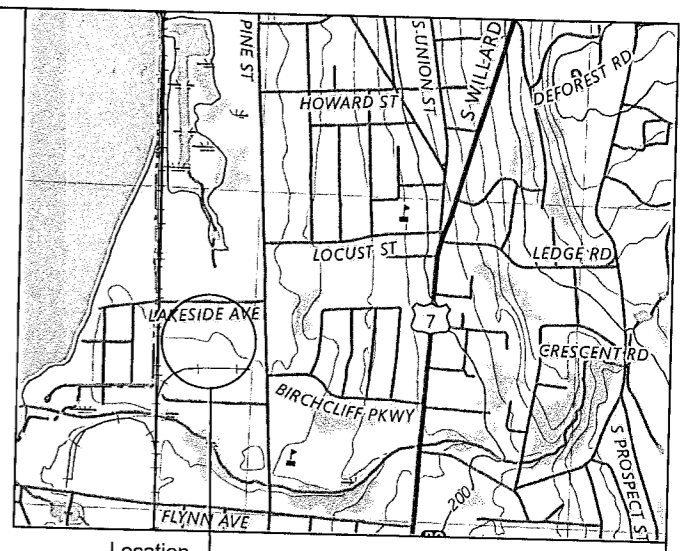 PINE ST
S UNION ST
S WILLARD
DEFOREST RD
HOWARD ST
LOCUST ST
LEDGE RD
LAKESIDE AVE
7
CRESCENT RD
BIRCHCLIFF PKWY
S PROSPECT ST
200
FLYNN AVE
Location